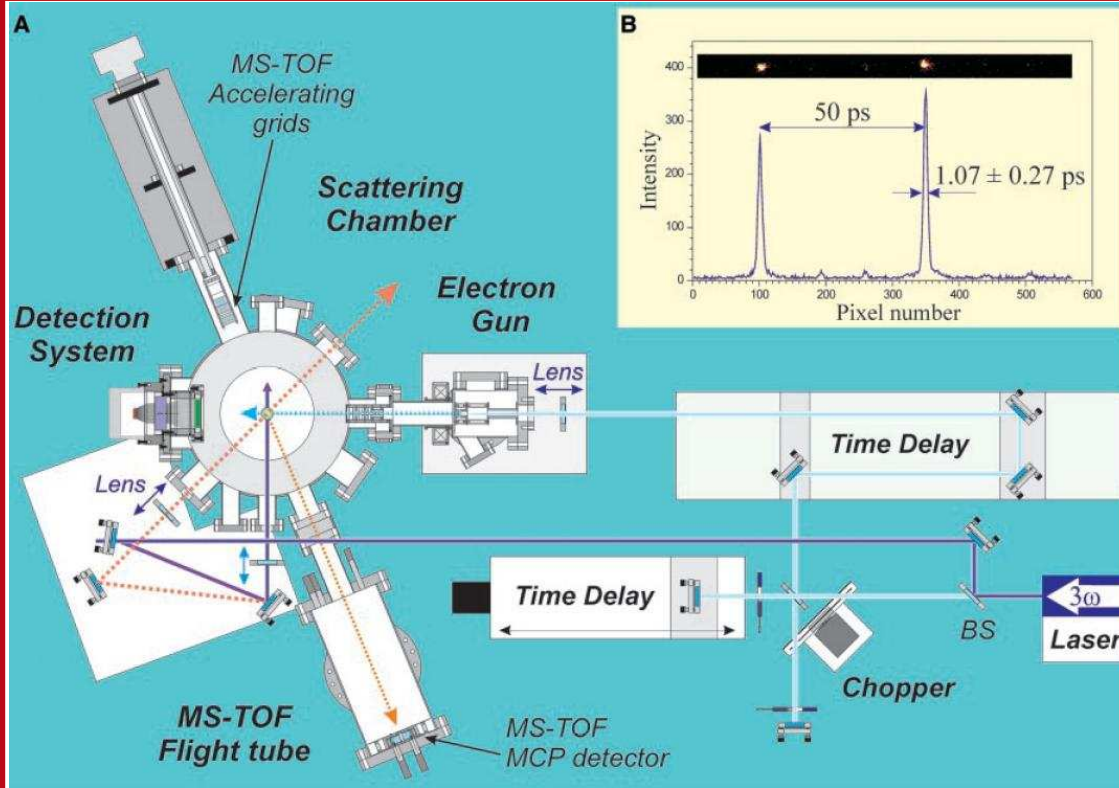 A
MS-TOF
Accelerating
grids
Scattering
Chamber
Electron
Gun
Detection
System
Lens
Lens
Time Delay
Time Delay
BS
3ω
Laser
Chopper
MS-TOF
Flight tube
MS-TOF
MCP detector
B
400
300
200
100
0
Intensity
50 ps
1.07 ± 0.27 ps
0 100 200 300 400 500 600
Pixel number